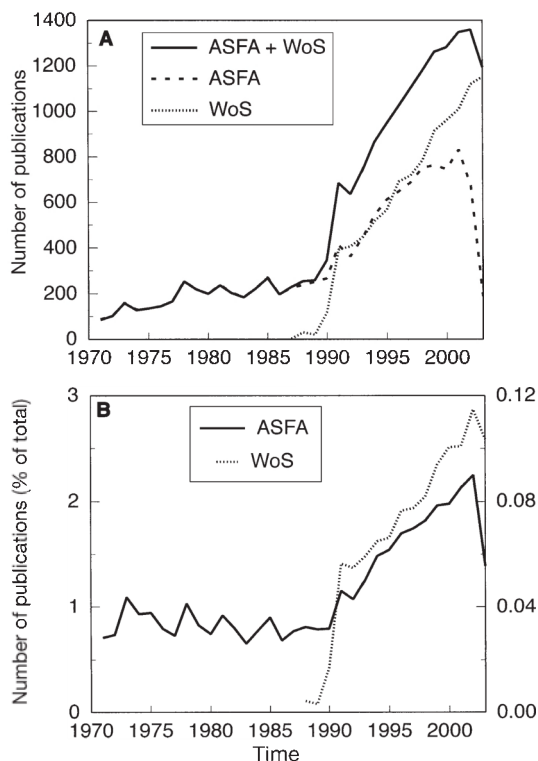 A
ASFA + WoS
ASFA
WoS
Number of publications
1400
1200
1000
800
600
400
200
0
1970 1975 1980 1985 1990 1995 2000
B
ASFA
WoS
Number of publications (% of total)
3
2
1
0
0.12
0.08
0.04
0.00
1970 1975 1980 1985 1990 1995 2000
Time